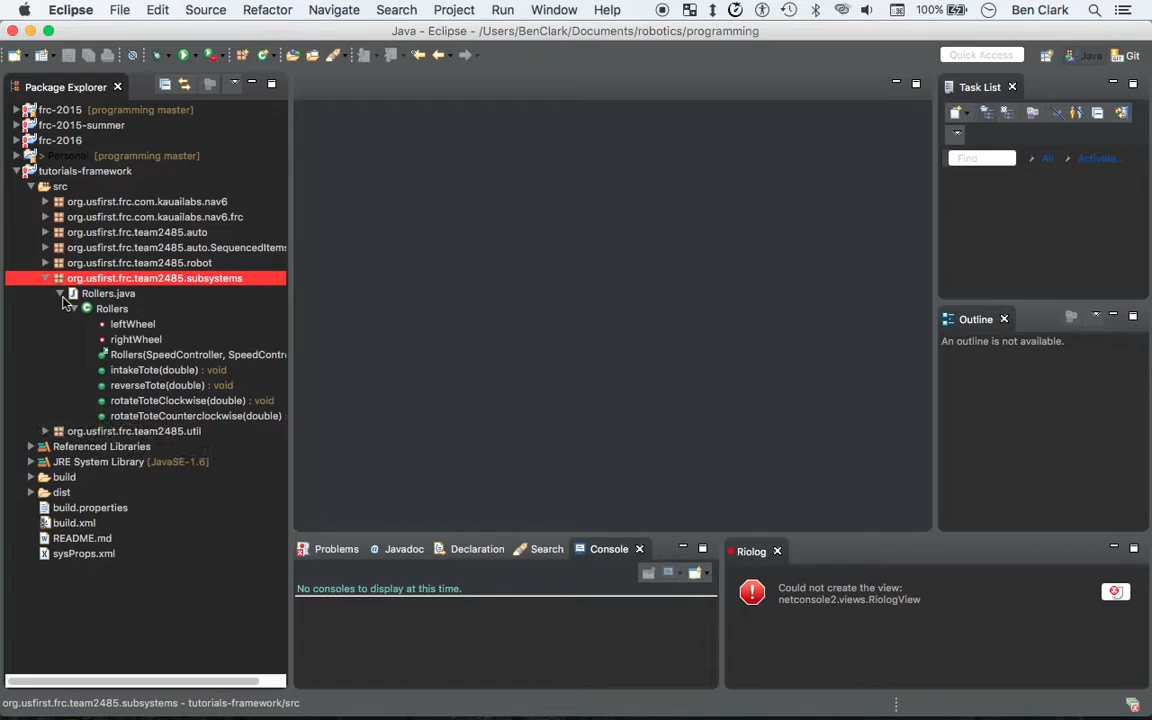 Eclipse File Edit Source Refactor Navigate Search Project Run Window Help 100% Ben Clark
Java - Eclipse - /Users/BenClark/Documents/robotics/programming
Quick Access Java Git
Package Explorer
frc-2015 [programming master]
frc-2015-summer
frc-2016
> Personal [programming master]
tutorials-framework
src
org.usfirst.frc.com.kauailabs.nav6
org.usfirst.frc.com.kauailabs.nav6.frc
org.usfirst.frc.team2485.auto
org.usfirst.frc.team2485.auto.SequencedItems
org.usfirst.frc.team2485.robot
org.usfirst.frc.team2485.subsystems
Rollers.java
Rollers
leftWheel
rightWheel
Rollers(SpeedController, SpeedContr
intakeTote(double) : void
reverseTote(double) : void
rotateToteClockwise(double) : void
rotateToteCounterclockwise(double) :
org.usfirst.frc.team2485.util
Referenced Libraries
JRE System Library [JavaSE-1.6]
build
dist
build.properties
build.xml
README.md
sysProps.xml
Task List
Find All Activate...
Outline
An outline is not available.
Problems Javadoc Declaration Search Console
No consoles to display at this time.
Riolog
Could not create the view:
netconsole2.views.RiologView
org.usfirst.frc.team2485.subsystems - tutorials-framework/src